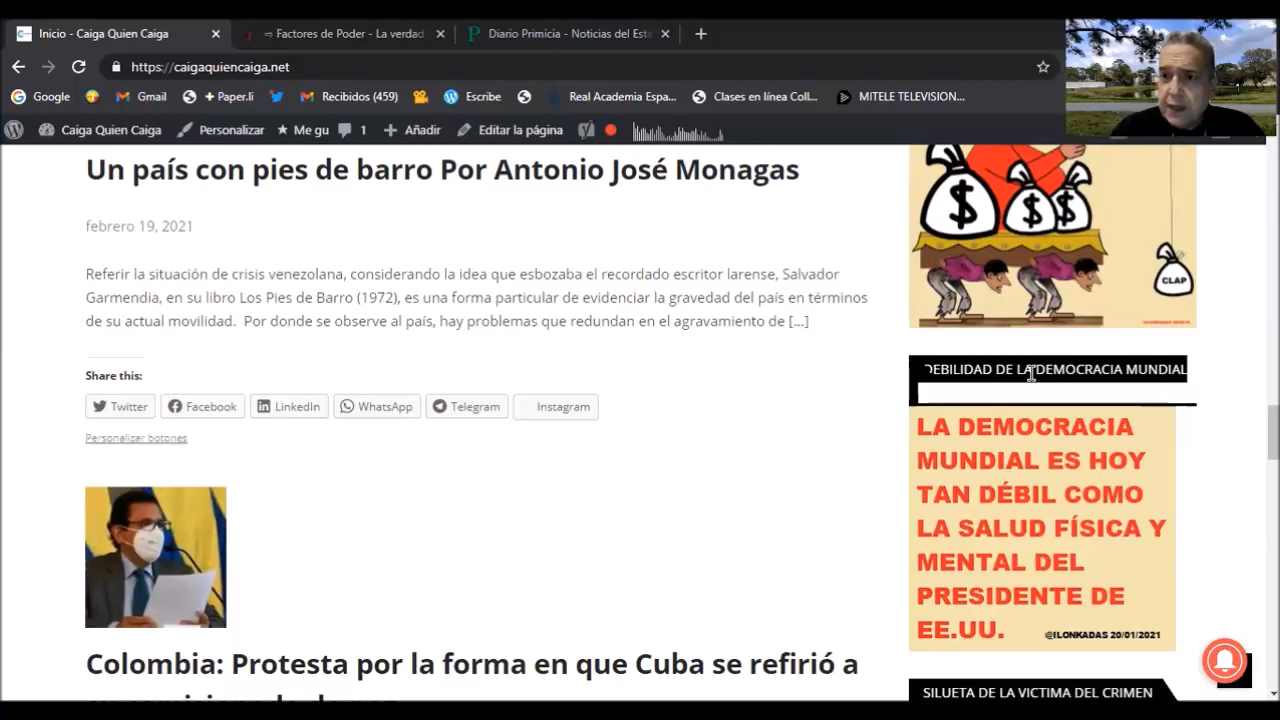 Inicio - Caiga Quien Caiga
Factores de Poder - La verdad
Diario Primicia - Noticias del Esta
https://caigaquiencaiga.net
Google
Gmail
+ Paper.li
Recibidos (459)
Escribe
Real Academia Espa...
Clases en línea Coll...
MITELE TELEVISION...
Caiga Quien Caiga
Personalizar
Me gu
1
Añadir
Editar la página
Un país con pies de barro Por Antonio José Monagas
febrero 19, 2021
Referir la situación de crisis venezolana, considerando la idea que esbozaba el recordado escritor larense, Salvador
Garmendia, en su libro Los Pies de Barro (1972), es una forma particular de evidenciar la gravedad del país en términos
de su actual movilidad. Por donde se observe al país, hay problemas que redundan en el agravamiento de [...]
Share this:
Twitter
Facebook
LinkedIn
WhatsApp
Telegram
Instagram
Personalizar botones
Colombia: Protesta por la forma en que Cuba se refirió a
$
$
$
CLAP
DEBILIDAD DE LA DEMOCRACIA MUNDIAL
LA DEMOCRACIA
MUNDIAL ES HOY
TAN DÉBIL COMO
LA SALUD FÍSICA Y
MENTAL DEL
PRESIDENTE DE
EE.UU.
@ILONKADAS 20/01/2021
SILUETA DE LA VICTIMA DEL CRIMEN